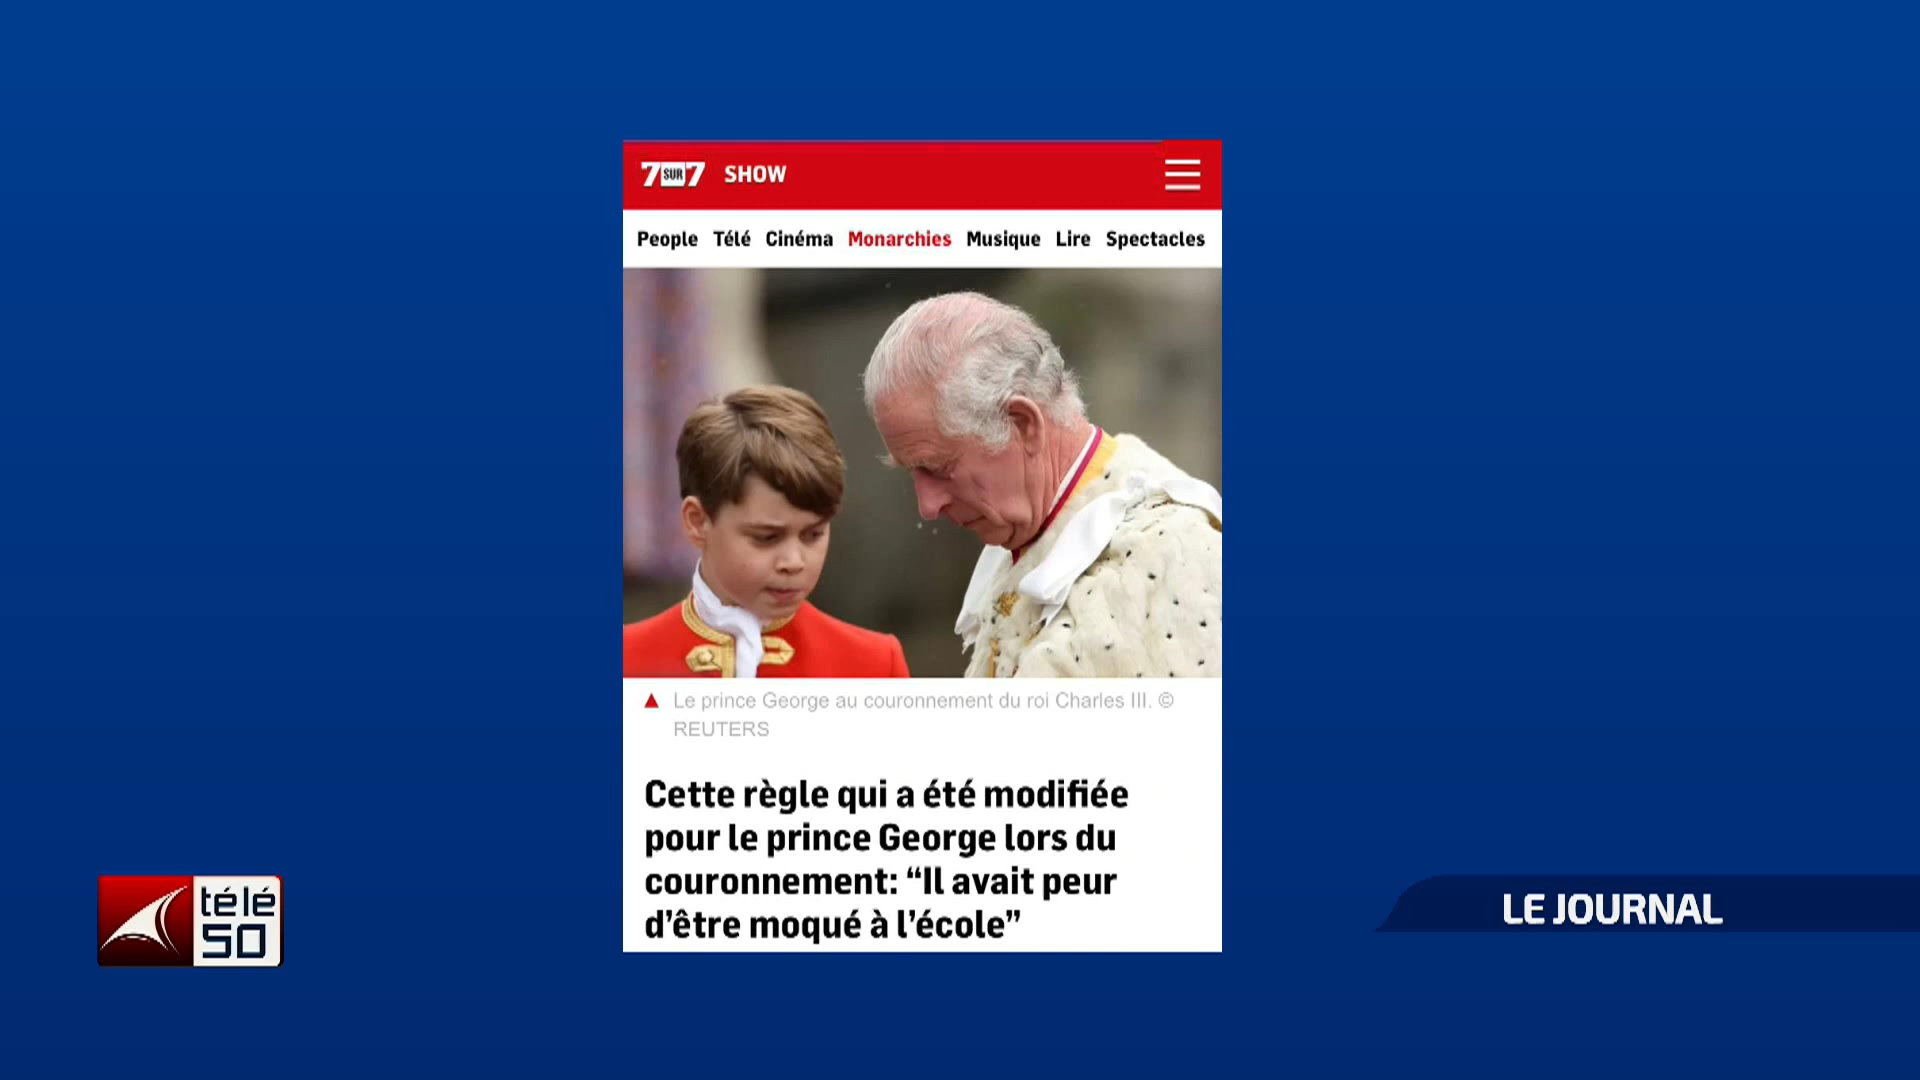 7SUR7 SHOW
People Télé Cinéma Monarchies Musique Lire Spectacles
Le prince George au couronnement du roi Charles III. ©
REUTERS
Cette règle qui a été modifiée
pour le prince George lors du
couronnement: “Il avait peur
d’être moqué à l’école”
télé
50
LE JOURNAL